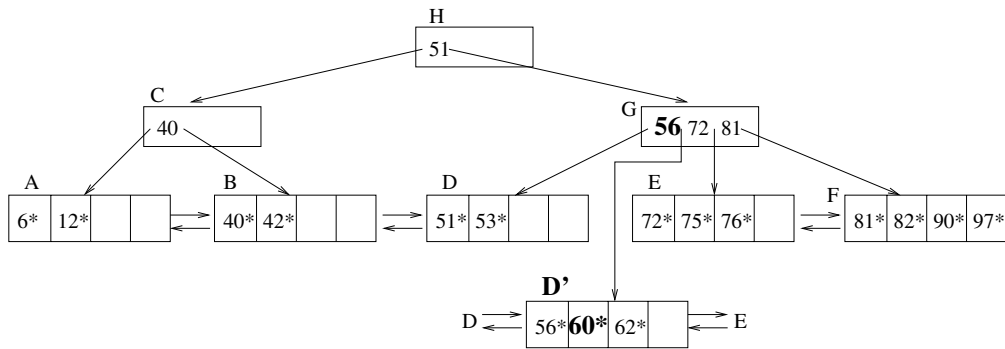 H
51
C
G
40
56 72 81
A B D E F
6* 12* 40* 42* 51* 53* 72* 75* 76* 81* 82* 90* 97*
D'
D 56* 60* 62* E